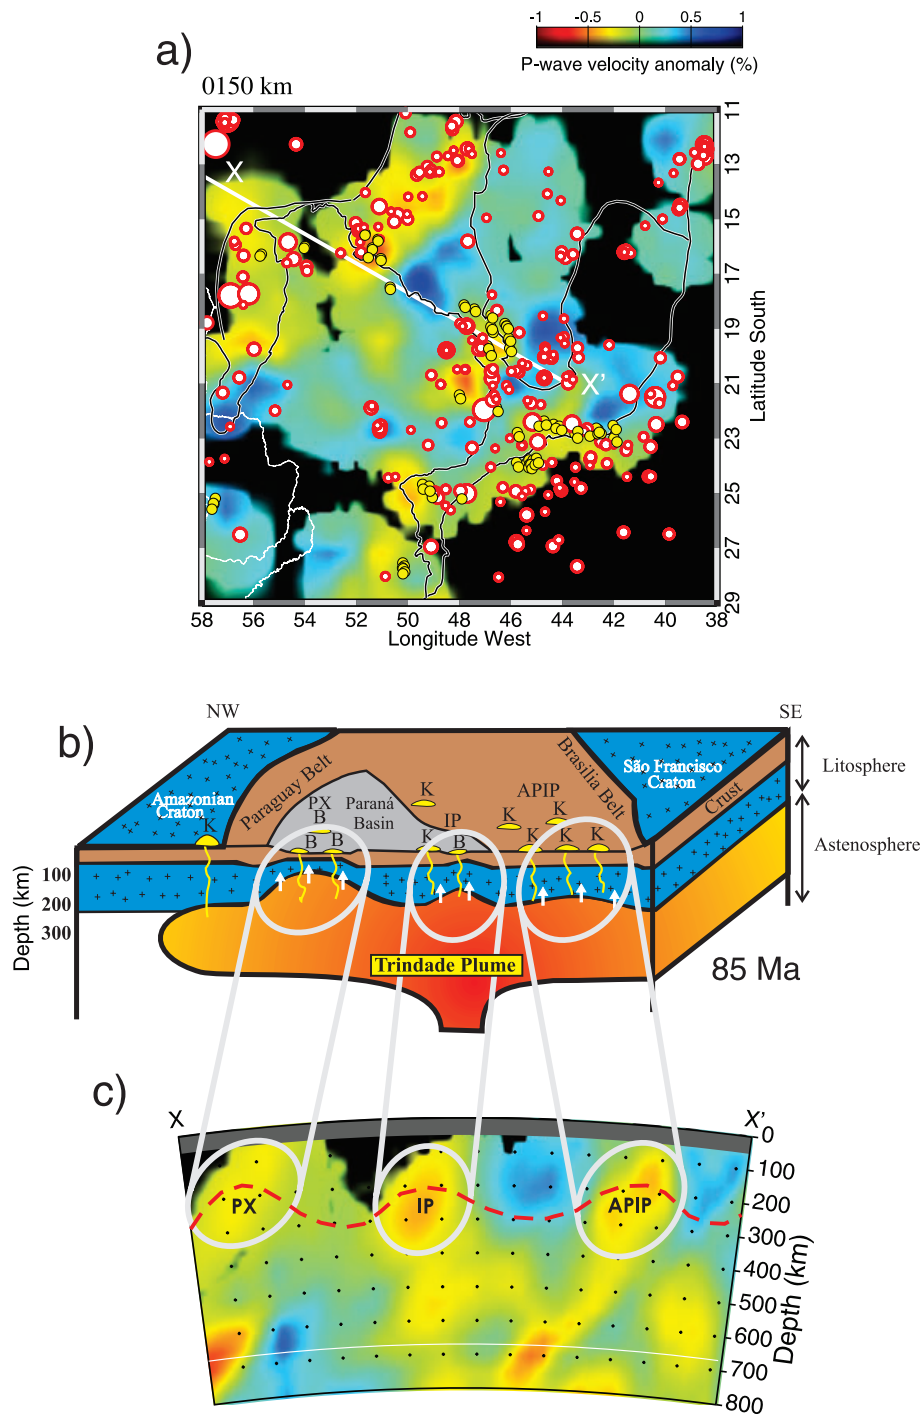 -1 -0.5 0 0.5 1
P-wave velocity anomaly (%)
a)
0150 km
X
X'
11
13
15
17
19
21
23
25
27
29
Latitude South
58 56 54 52 50 48 46 44 42 40 38
Longitude West
b)
NW
SE
Amazonian
Craton
K
Paraguay Belt
PX
B
B
B
Paraná
Basin
K
IP
K
B
APIP
K
K
K
K
K
Brasilia Belt
São Francisco
Craton
Crust
Litosphere
Astenosphere
Depth (km)
100
200
300
Trindade Plume
85 Ma
c)
X
X'
PX
IP
APIP
0
100
200
300
400
500
600
700
800
Depth (km)